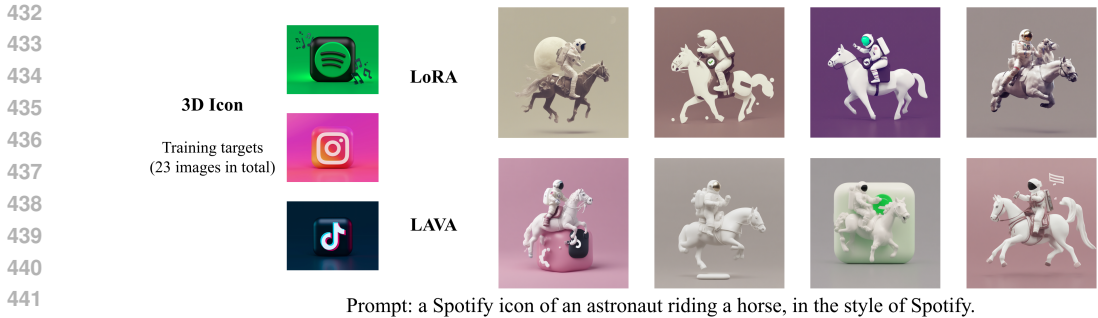 432
433
434
435
436
437
438
439
440
441
3D Icon
Training targets
(23 images in total)
LoRA
LAVA
Prompt: a Spotify icon of an astronaut riding a horse, in the style of Spotify.